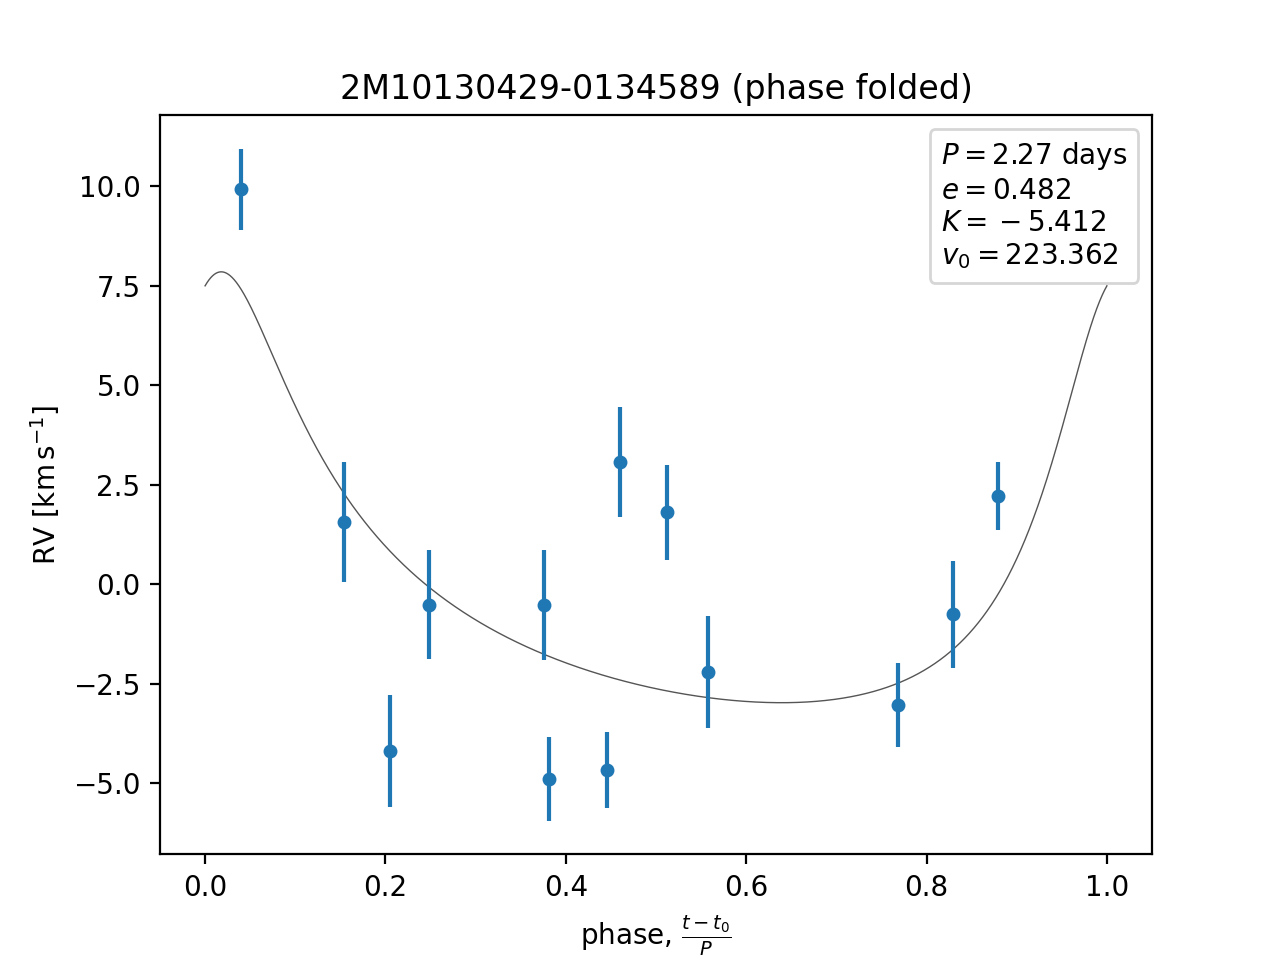 2M10130429-0134589 (phase folded)
P = 2.27 days
e = 0.482
K = −5.412
v₀ = 223.362
RV [km s⁻¹]
10.0
7.5
5.0
2.5
0.0
−2.5
−5.0
0.0 0.2 0.4 0.6 0.8 1.0
phase, (t − t₀)/P